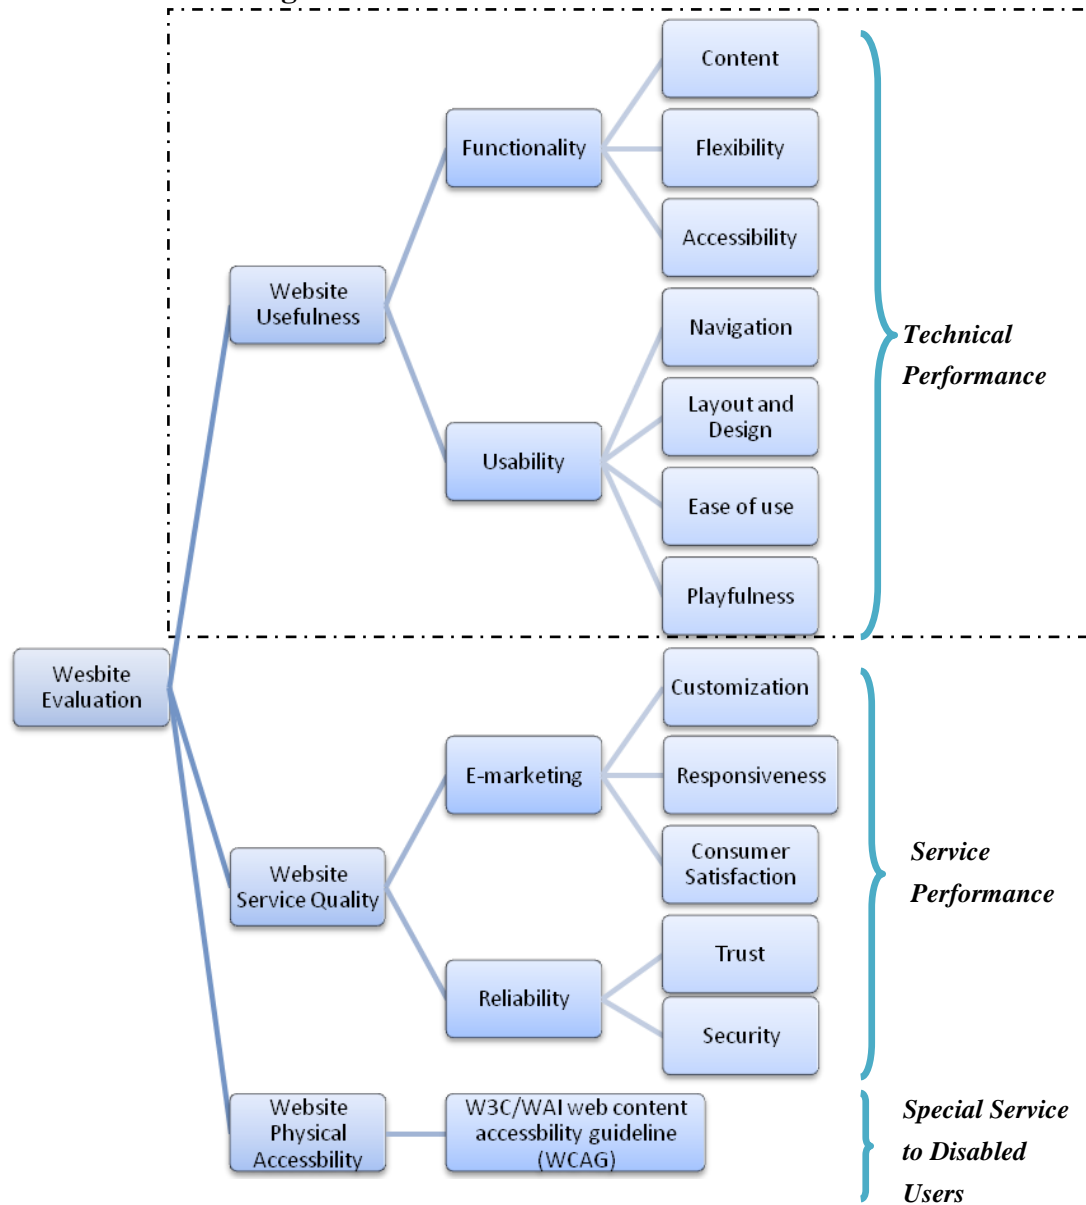 Content
Functionality
Flexibility
Accessibility
Website
Usefulness
Navigation
Technical
Performance
Layout and
Design
Usability
Ease of use
Playfulness
Wesbite
Evaluation
Customization
E-marketing
Responsiveness
Consumer
Satisfaction
Service
Performance
Website
Service Quality
Trust
Reliability
Security
Website
Physical
Accessbility
W3C/WAI web content
accessbility guideline
(WCAG)
Special Service
to Disabled
Users